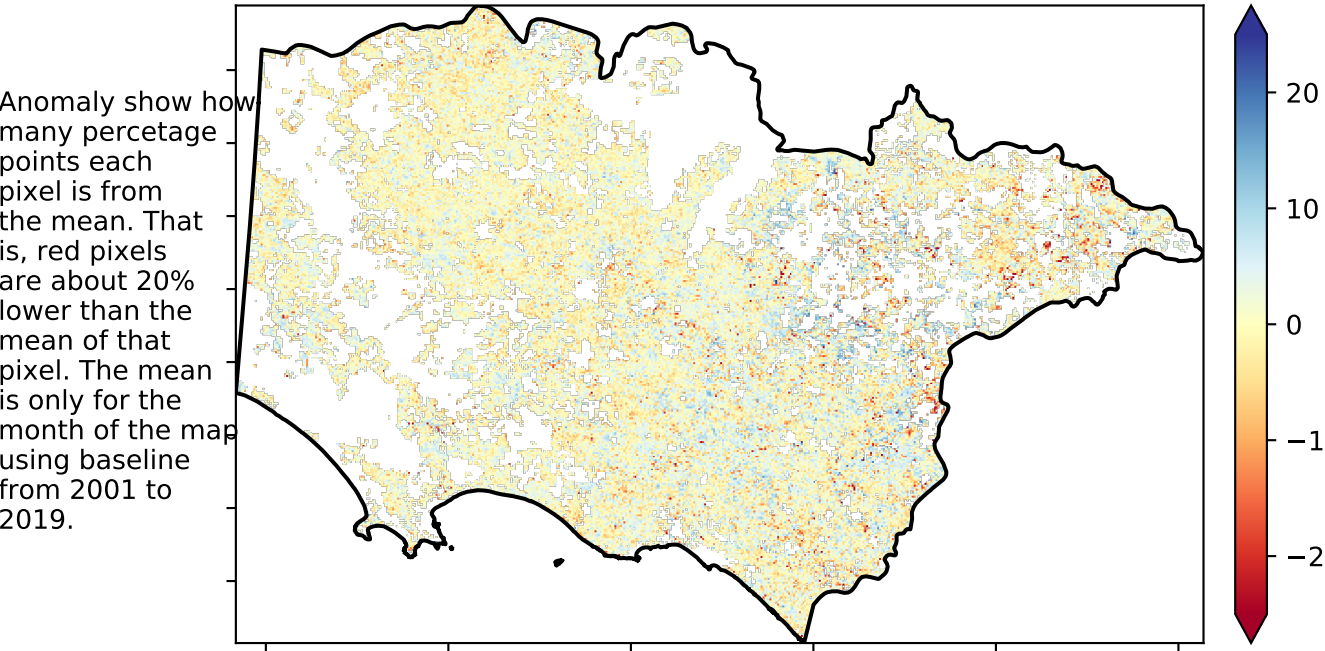 Anomaly show how
many percetage
points each
pixel is from
the mean. That
is, red pixels
are about 20%
lower than the
mean of that
pixel. The mean
is only for the
month of the map
using baseline
from 2001 to
2019.
20
10
0
−1
−2